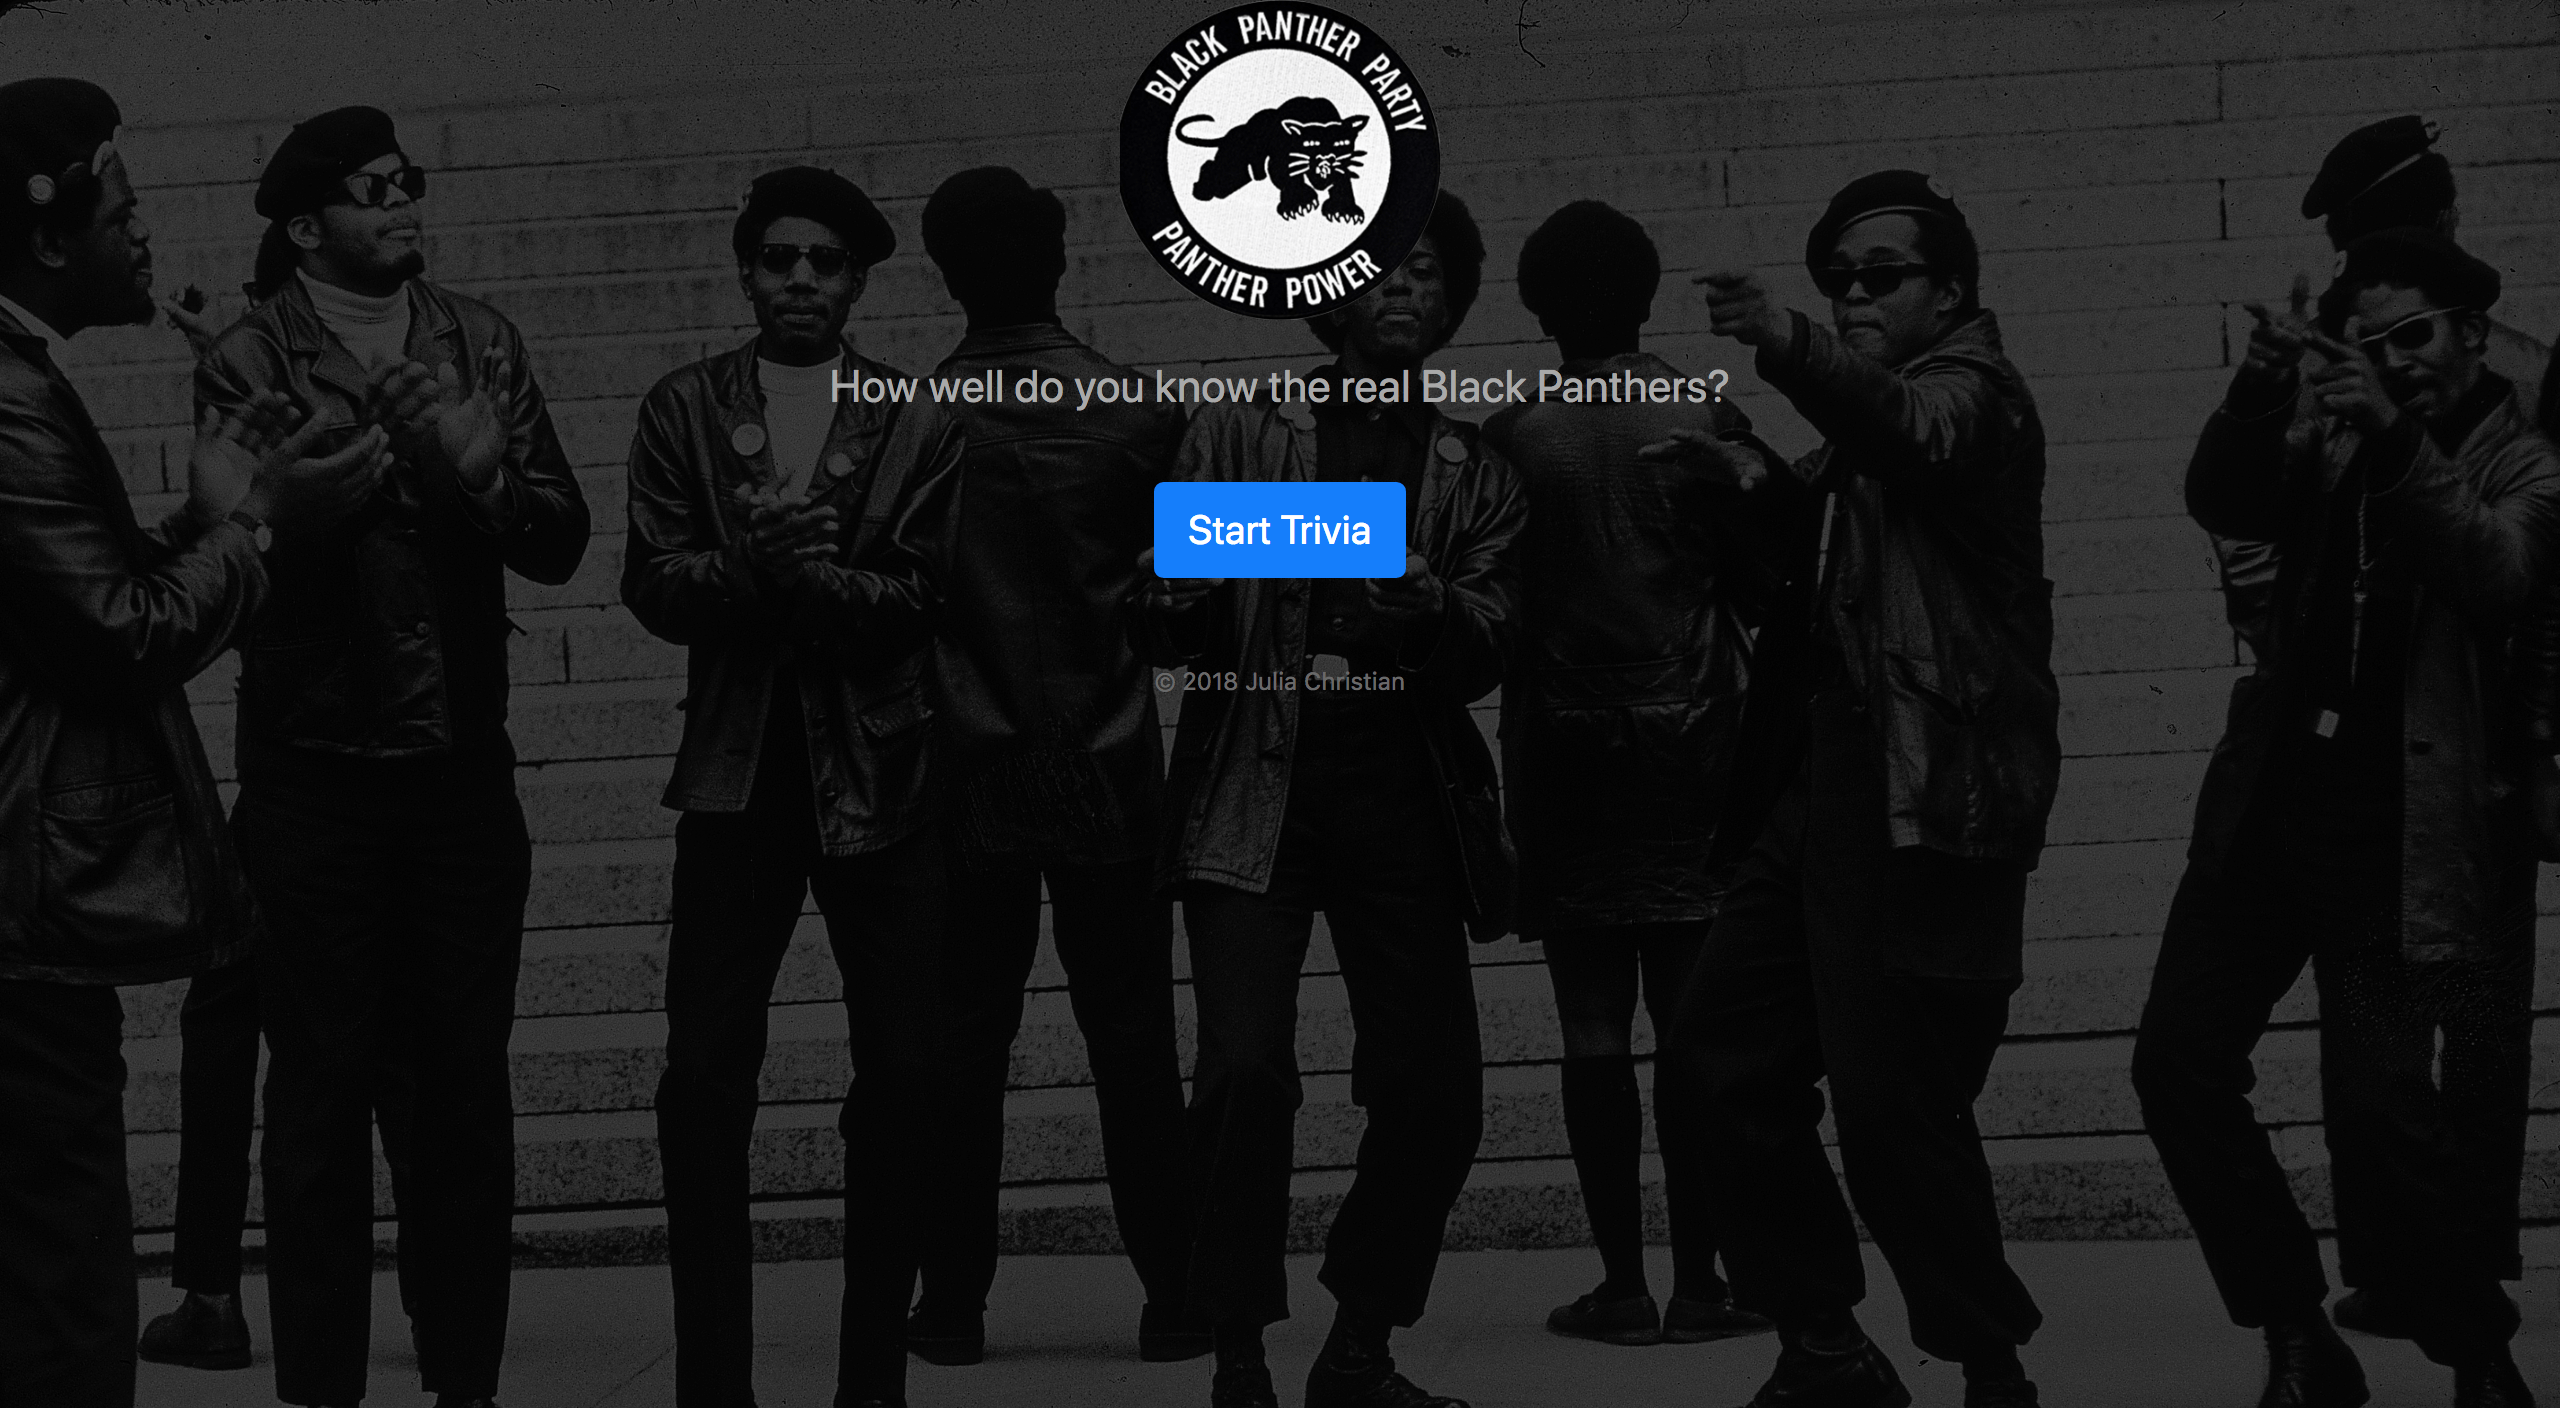 BLACK PANTHER PARTY
PANTHER POWER
How well do you know the real Black Panthers?
Start Trivia
© 2018 Julia Christian